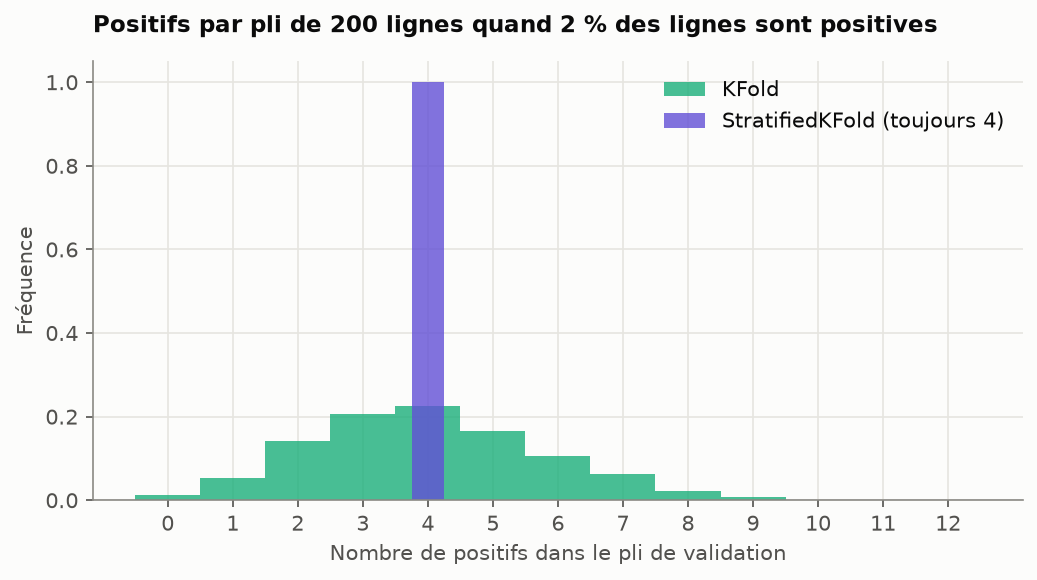 Positifs par pli de 200 lignes quand 2 % des lignes sont positives
KFold
StratifiedKFold (toujours 4)
Fréquence
1.0
0.8
0.6
0.4
0.2
0.0
0 1 2 3 4 5 6 7 8 9 10 11 12
Nombre de positifs dans le pli de validation